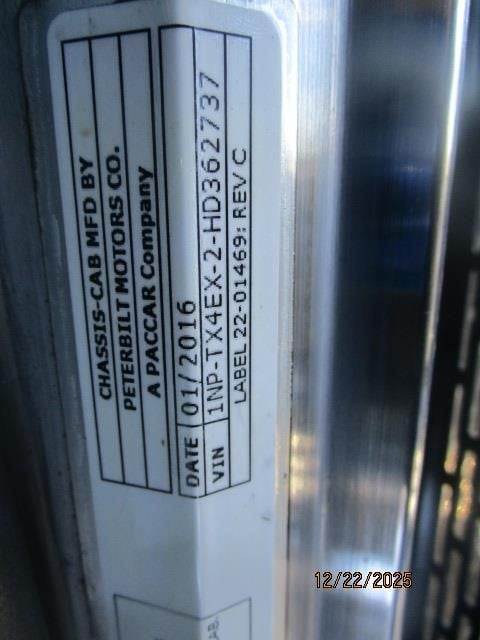 CHASSIS-CAB MFD BY
PETERBILT MOTORS CO.
A PACCAR Company
DATE 01/2016
VIN 1NP-TX4EX-2-HD362737
LABEL 22-01469: REV C
12/22/2025